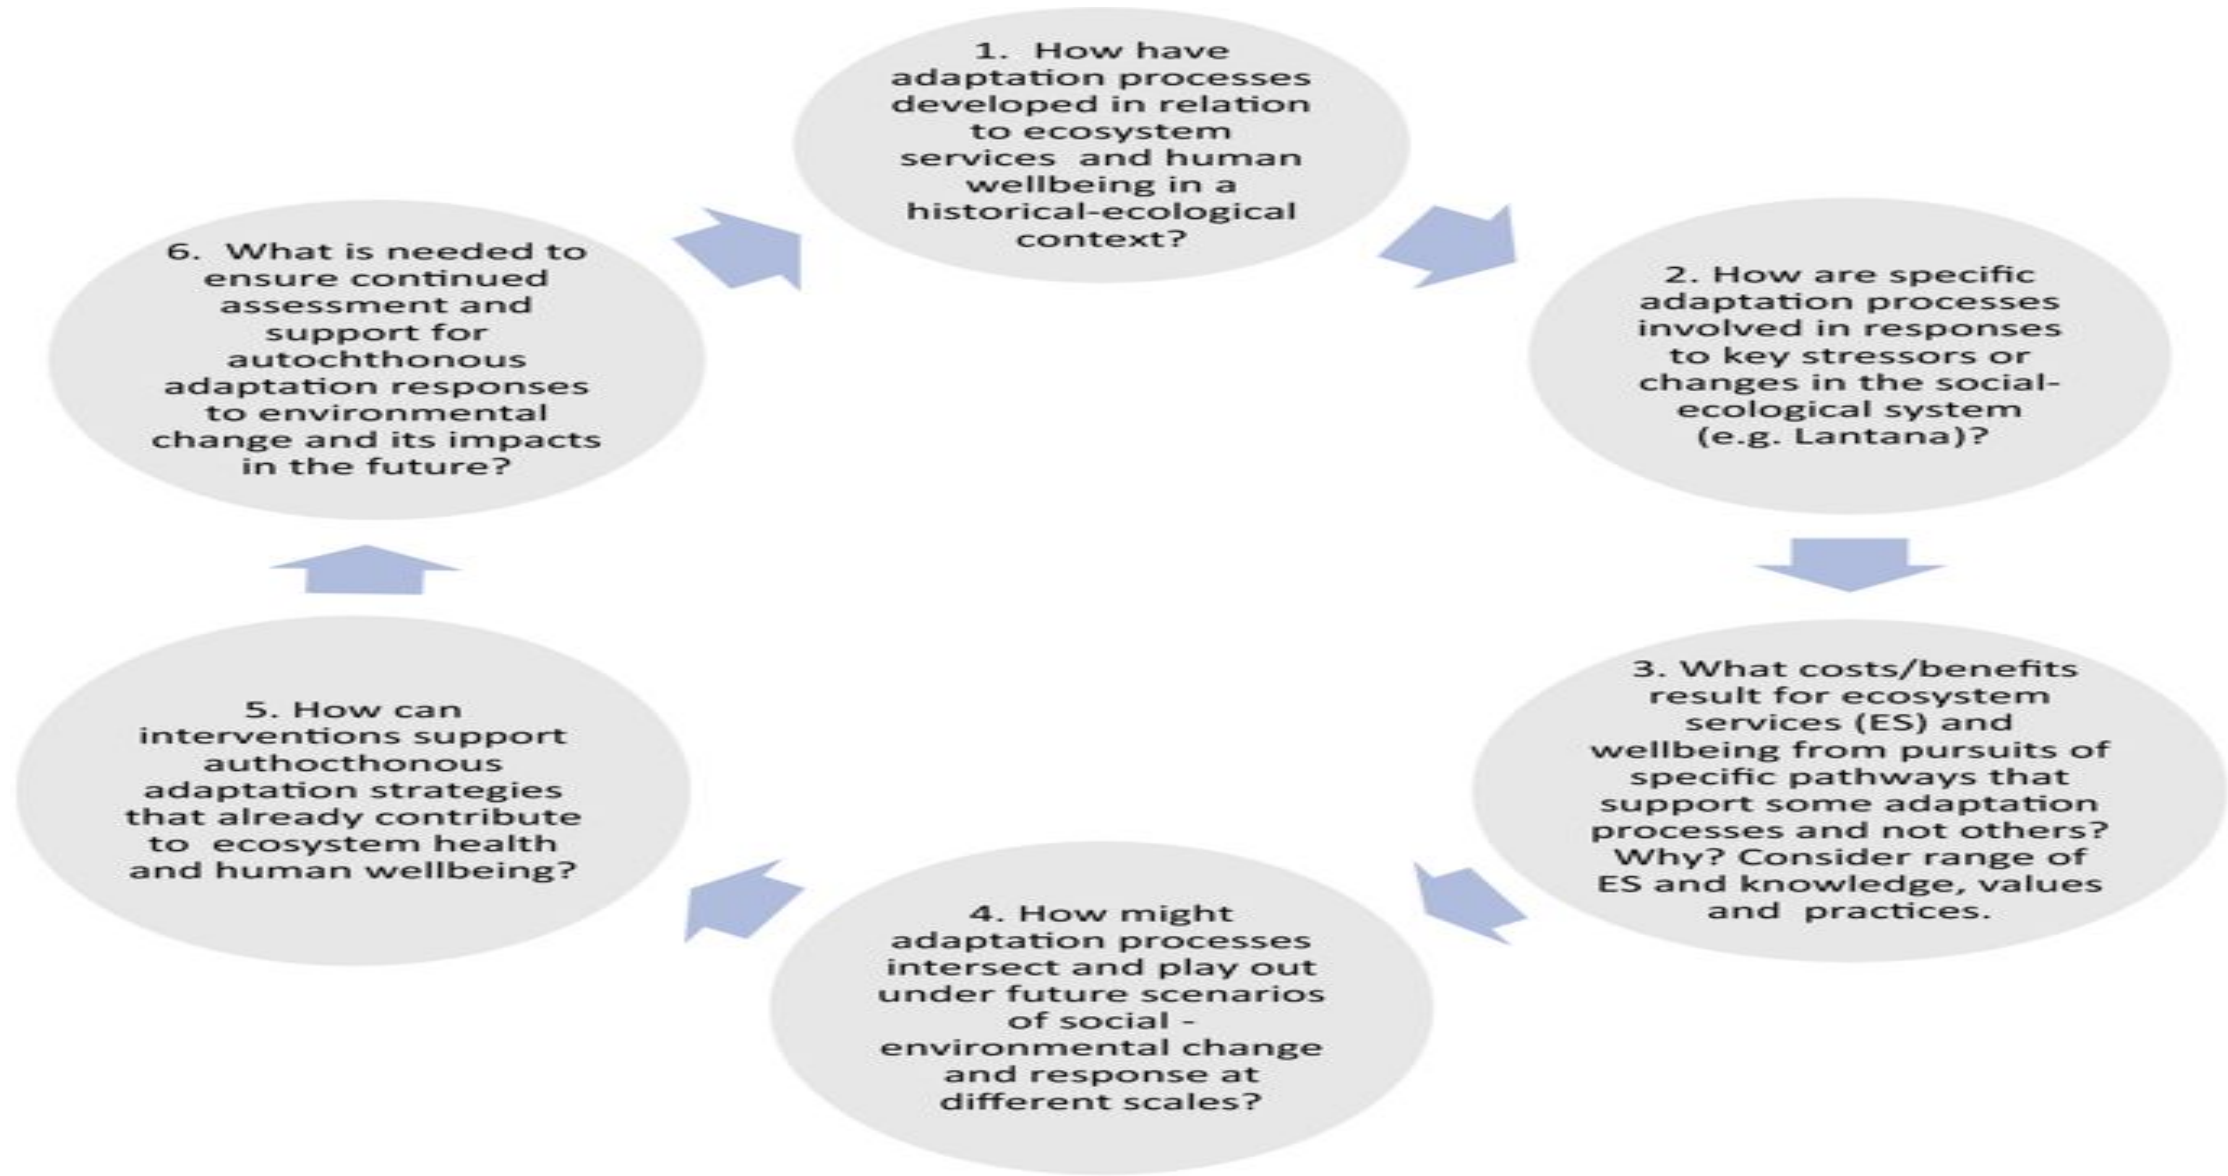 1.  How have
adaptation processes
developed in relation
to ecosystem
services  and human
wellbeing in a
historical-ecological
context?
2. How are specific
adaptation processes
involved in responses
to key stressors or
changes in the social-
ecological system
(e.g. Lantana)?
3. What costs/benefits
result for ecosystem
services (ES) and
wellbeing from pursuits of
specific pathways that
support some adaptation
processes and not others?
Why? Consider range of
ES and knowledge, values
and  practices.
4. How might
adaptation processes
intersect and play out
under future scenarios
of social -
environmental change
and response at
different scales?
5. How can
interventions support
authocthonous
adaptation strategies
that already contribute
to  ecosystem health
and human wellbeing?
6.  What is needed to
ensure continued
assessment and
support for
autochthonous
adaptation responses
to environmental
change and its impacts
in the future?